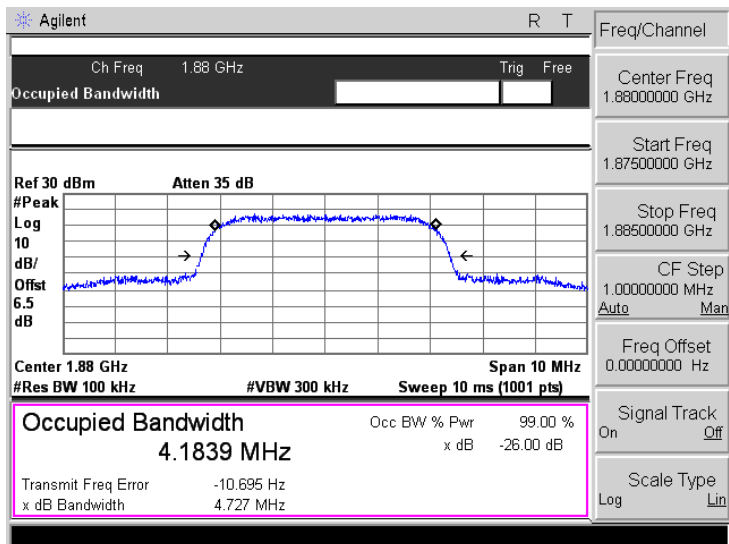 Agilent R T
Ch Freq 1.88 GHz Trig Free
Occupied Bandwidth
Ref 30 dBm Atten 35 dB
#Peak
Log
10
dB/
Offst
6.5
dB
Center 1.88 GHz Span 10 MHz
#Res BW 100 kHz #VBW 300 kHz Sweep 10 ms (1001 pts)
Occupied Bandwidth Occ BW % Pwr 99.00 %
4.1839 MHz x dB -26.00 dB
Transmit Freq Error -10.695 Hz
x dB Bandwidth 4.727 MHz
Freq/Channel
Center Freq
1.88000000 GHz
Start Freq
1.87500000 GHz
Stop Freq
1.88500000 GHz
CF Step
1.00000000 MHz
Auto Man
Freq Offset
0.00000000 Hz
Signal Track
On Off
Scale Type
Log Lin